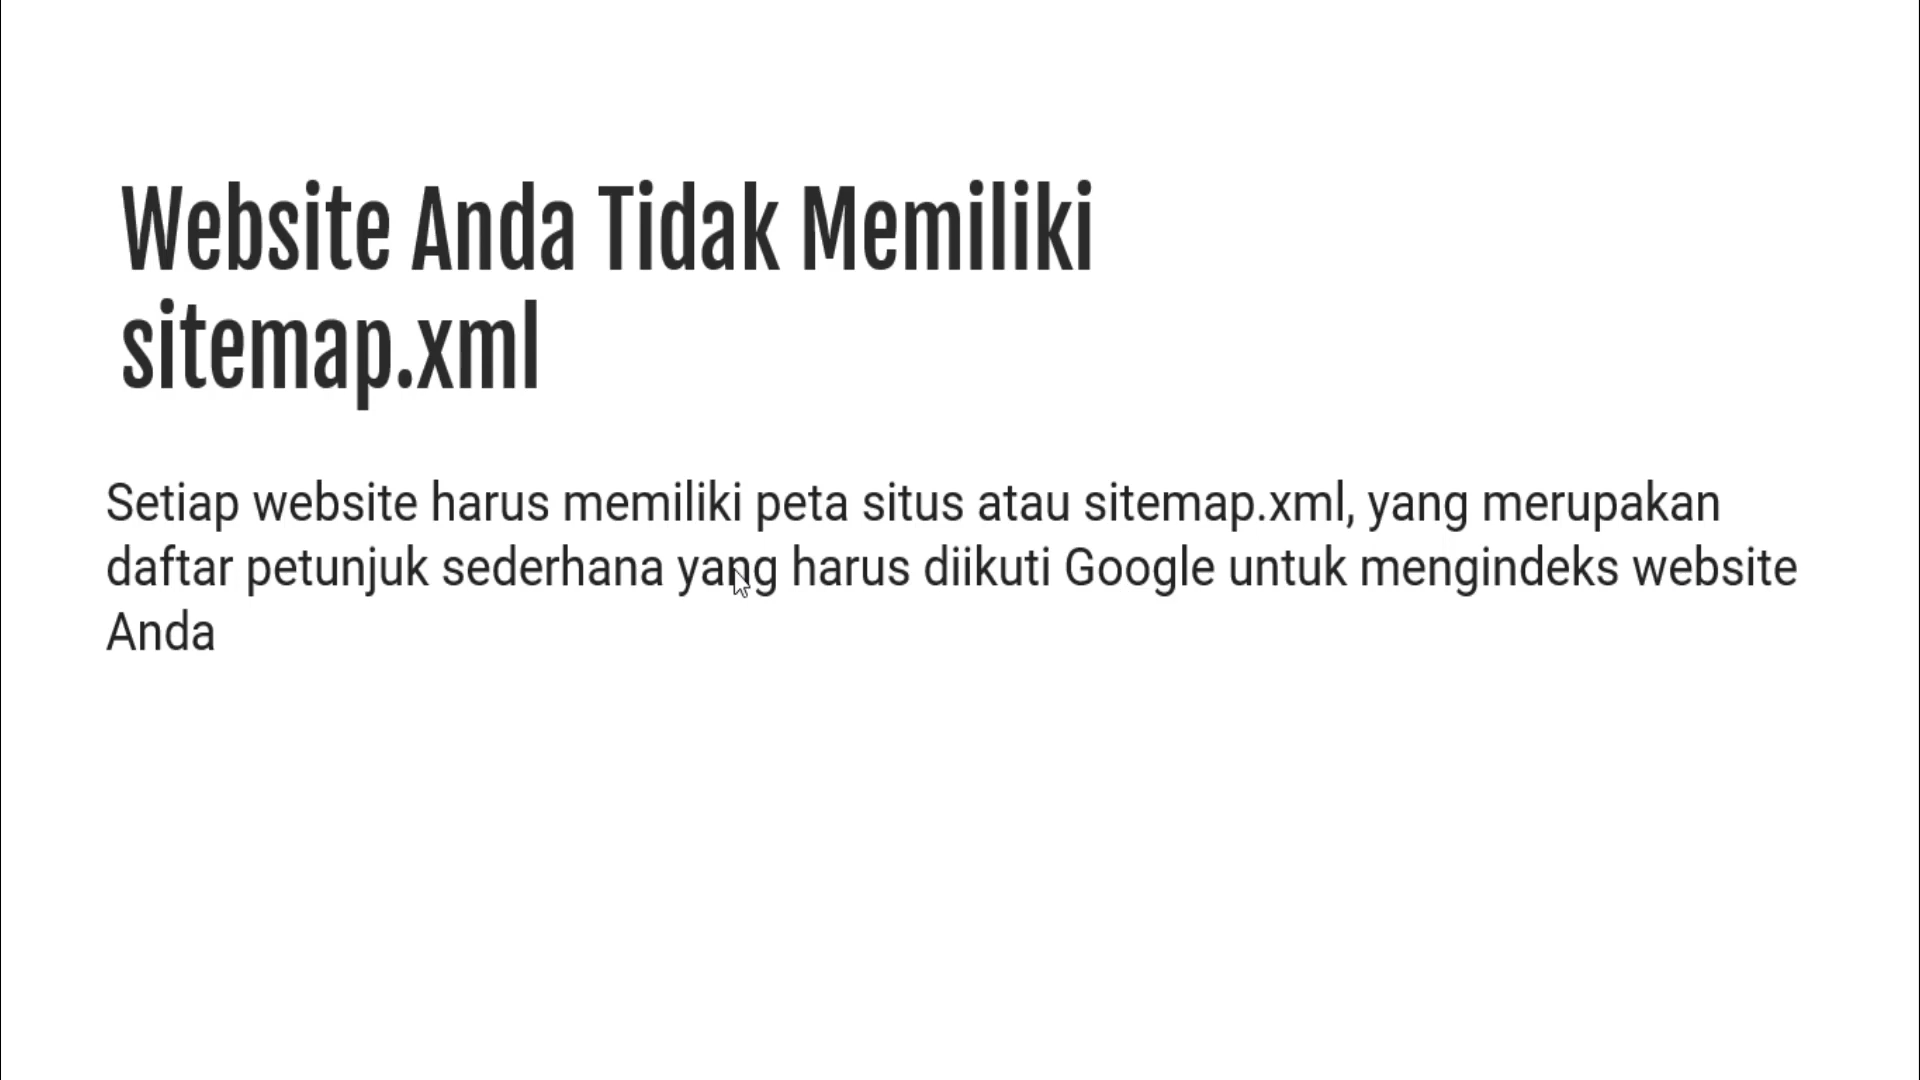 Website Anda Tidak Memiliki
sitemap.xml
Setiap website harus memiliki peta situs atau sitemap.xml, yang merupakan
daftar petunjuk sederhana yang harus diikuti Google untuk mengindeks website
Anda